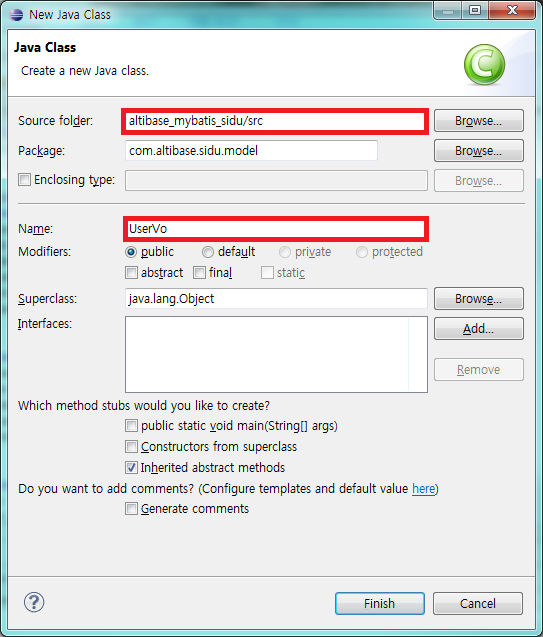 New Java Class
Java Class
Create a new Java class.
Source folder: altibase_mybatis_sidu/src Browse...
Package: com.altibase.sidu.model Browse...
Enclosing type: Browse...
Name: UserVo
Modifiers: public default private protected
abstract final static
Superclass: java.lang.Object Browse...
Interfaces: Add...
Remove
Which method stubs would you like to create?
public static void main(String[] args)
Constructors from superclass
Inherited abstract methods
Do you want to add comments? (Configure templates and default value here)
Generate comments
Finish Cancel